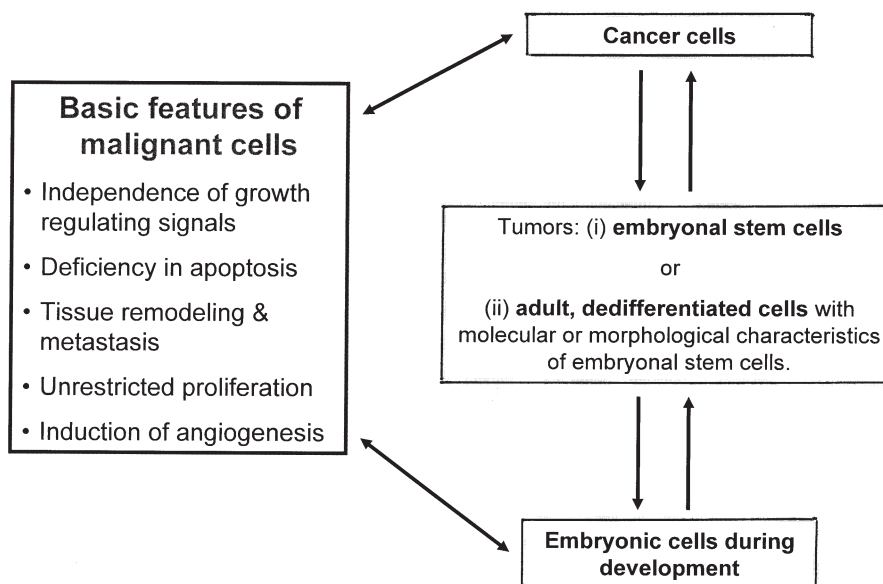 Cancer cells
Basic features of
malignant cells
• Independence of growth
regulating signals
• Deficiency in apoptosis
• Tissue remodeling &
metastasis
• Unrestricted proliferation
• Induction of angiogenesis
Tumors: (i) embryonal stem cells
or
(ii) adult, dedifferentiated cells with
molecular or morphological characteristics
of embryonal stem cells.
Embryonic cells during
development